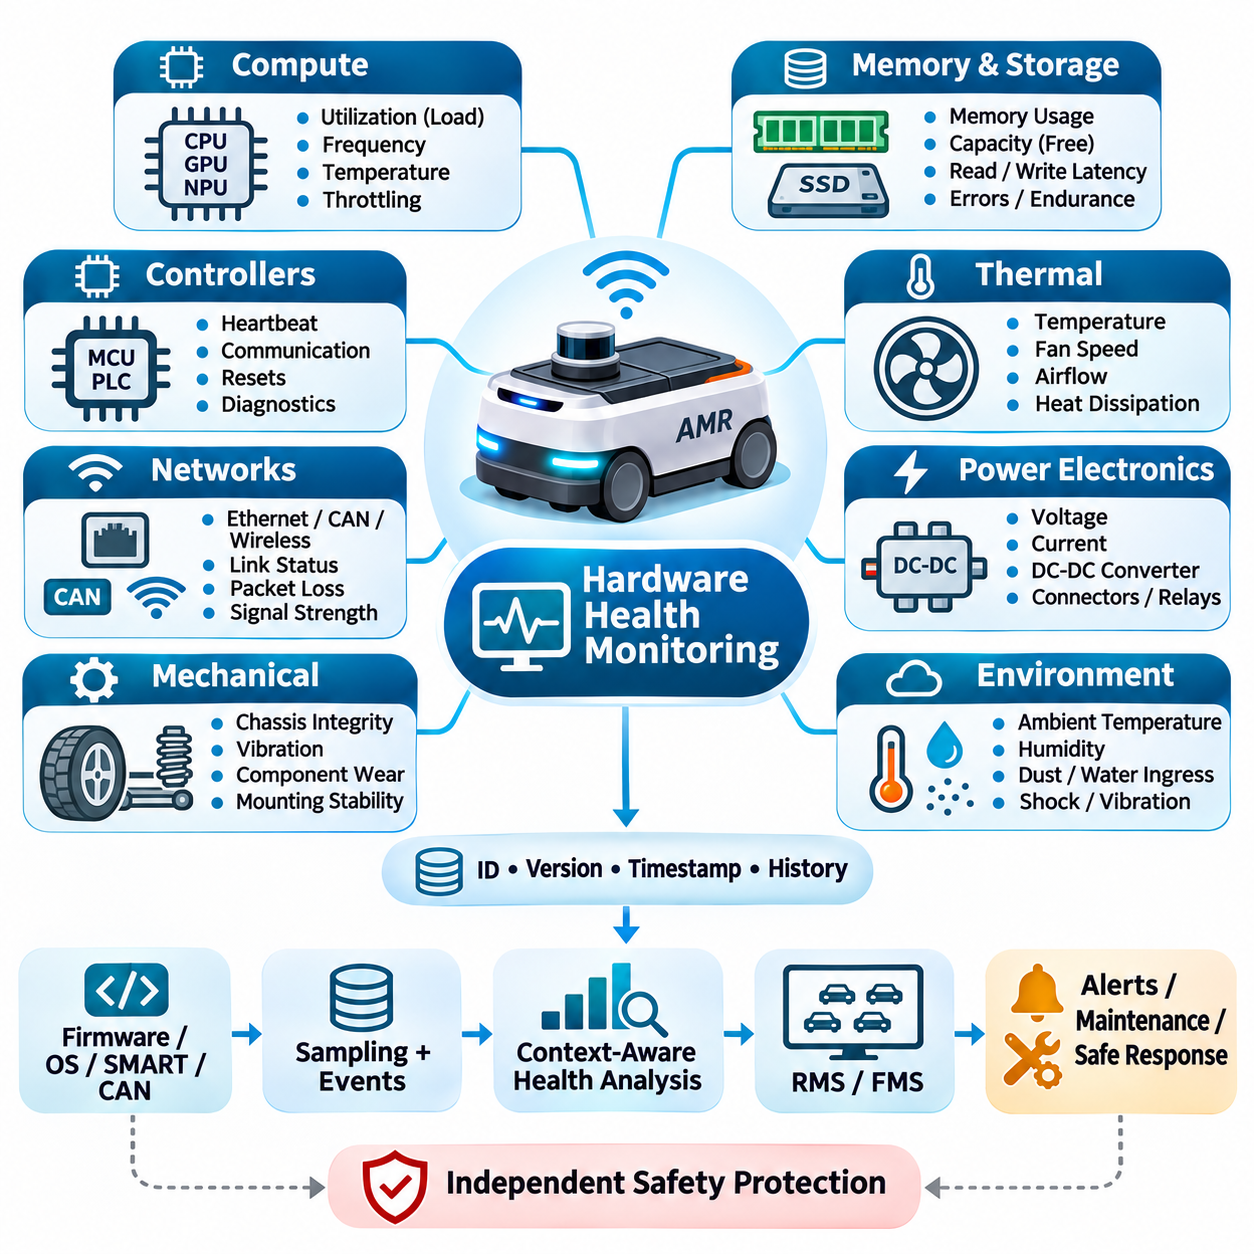 Compute
CPU
GPU
NPU
Utilization (Load)
Frequency
Temperature
Throttling
Memory & Storage
SSD
Memory Usage
Capacity (Free)
Read / Write Latency
Errors / Endurance
Controllers
MCU
PLC
Heartbeat
Communication
Resets
Diagnostics
Thermal
Temperature
Fan Speed
Airflow
Heat Dissipation
AMR
Networks
CAN
Ethernet / CAN /
Wireless
Link Status
Packet Loss
Signal Strength
Power Electronics
DC-DC
Voltage
Current
DC-DC Converter
Connectors / Relays
Hardware
Health
Monitoring
Mechanical
Chassis Integrity
Vibration
Component Wear
Mounting Stability
Environment
Ambient Temperature
Humidity
Dust / Water Ingress
Shock / Vibration
ID • Version • Timestamp • History
Firmware /
OS / SMART /
CAN
Sampling +
Events
Context-Aware
Health Analysis
RMS / FMS
Alerts /
Maintenance /
Safe Response
Independent Safety Protection